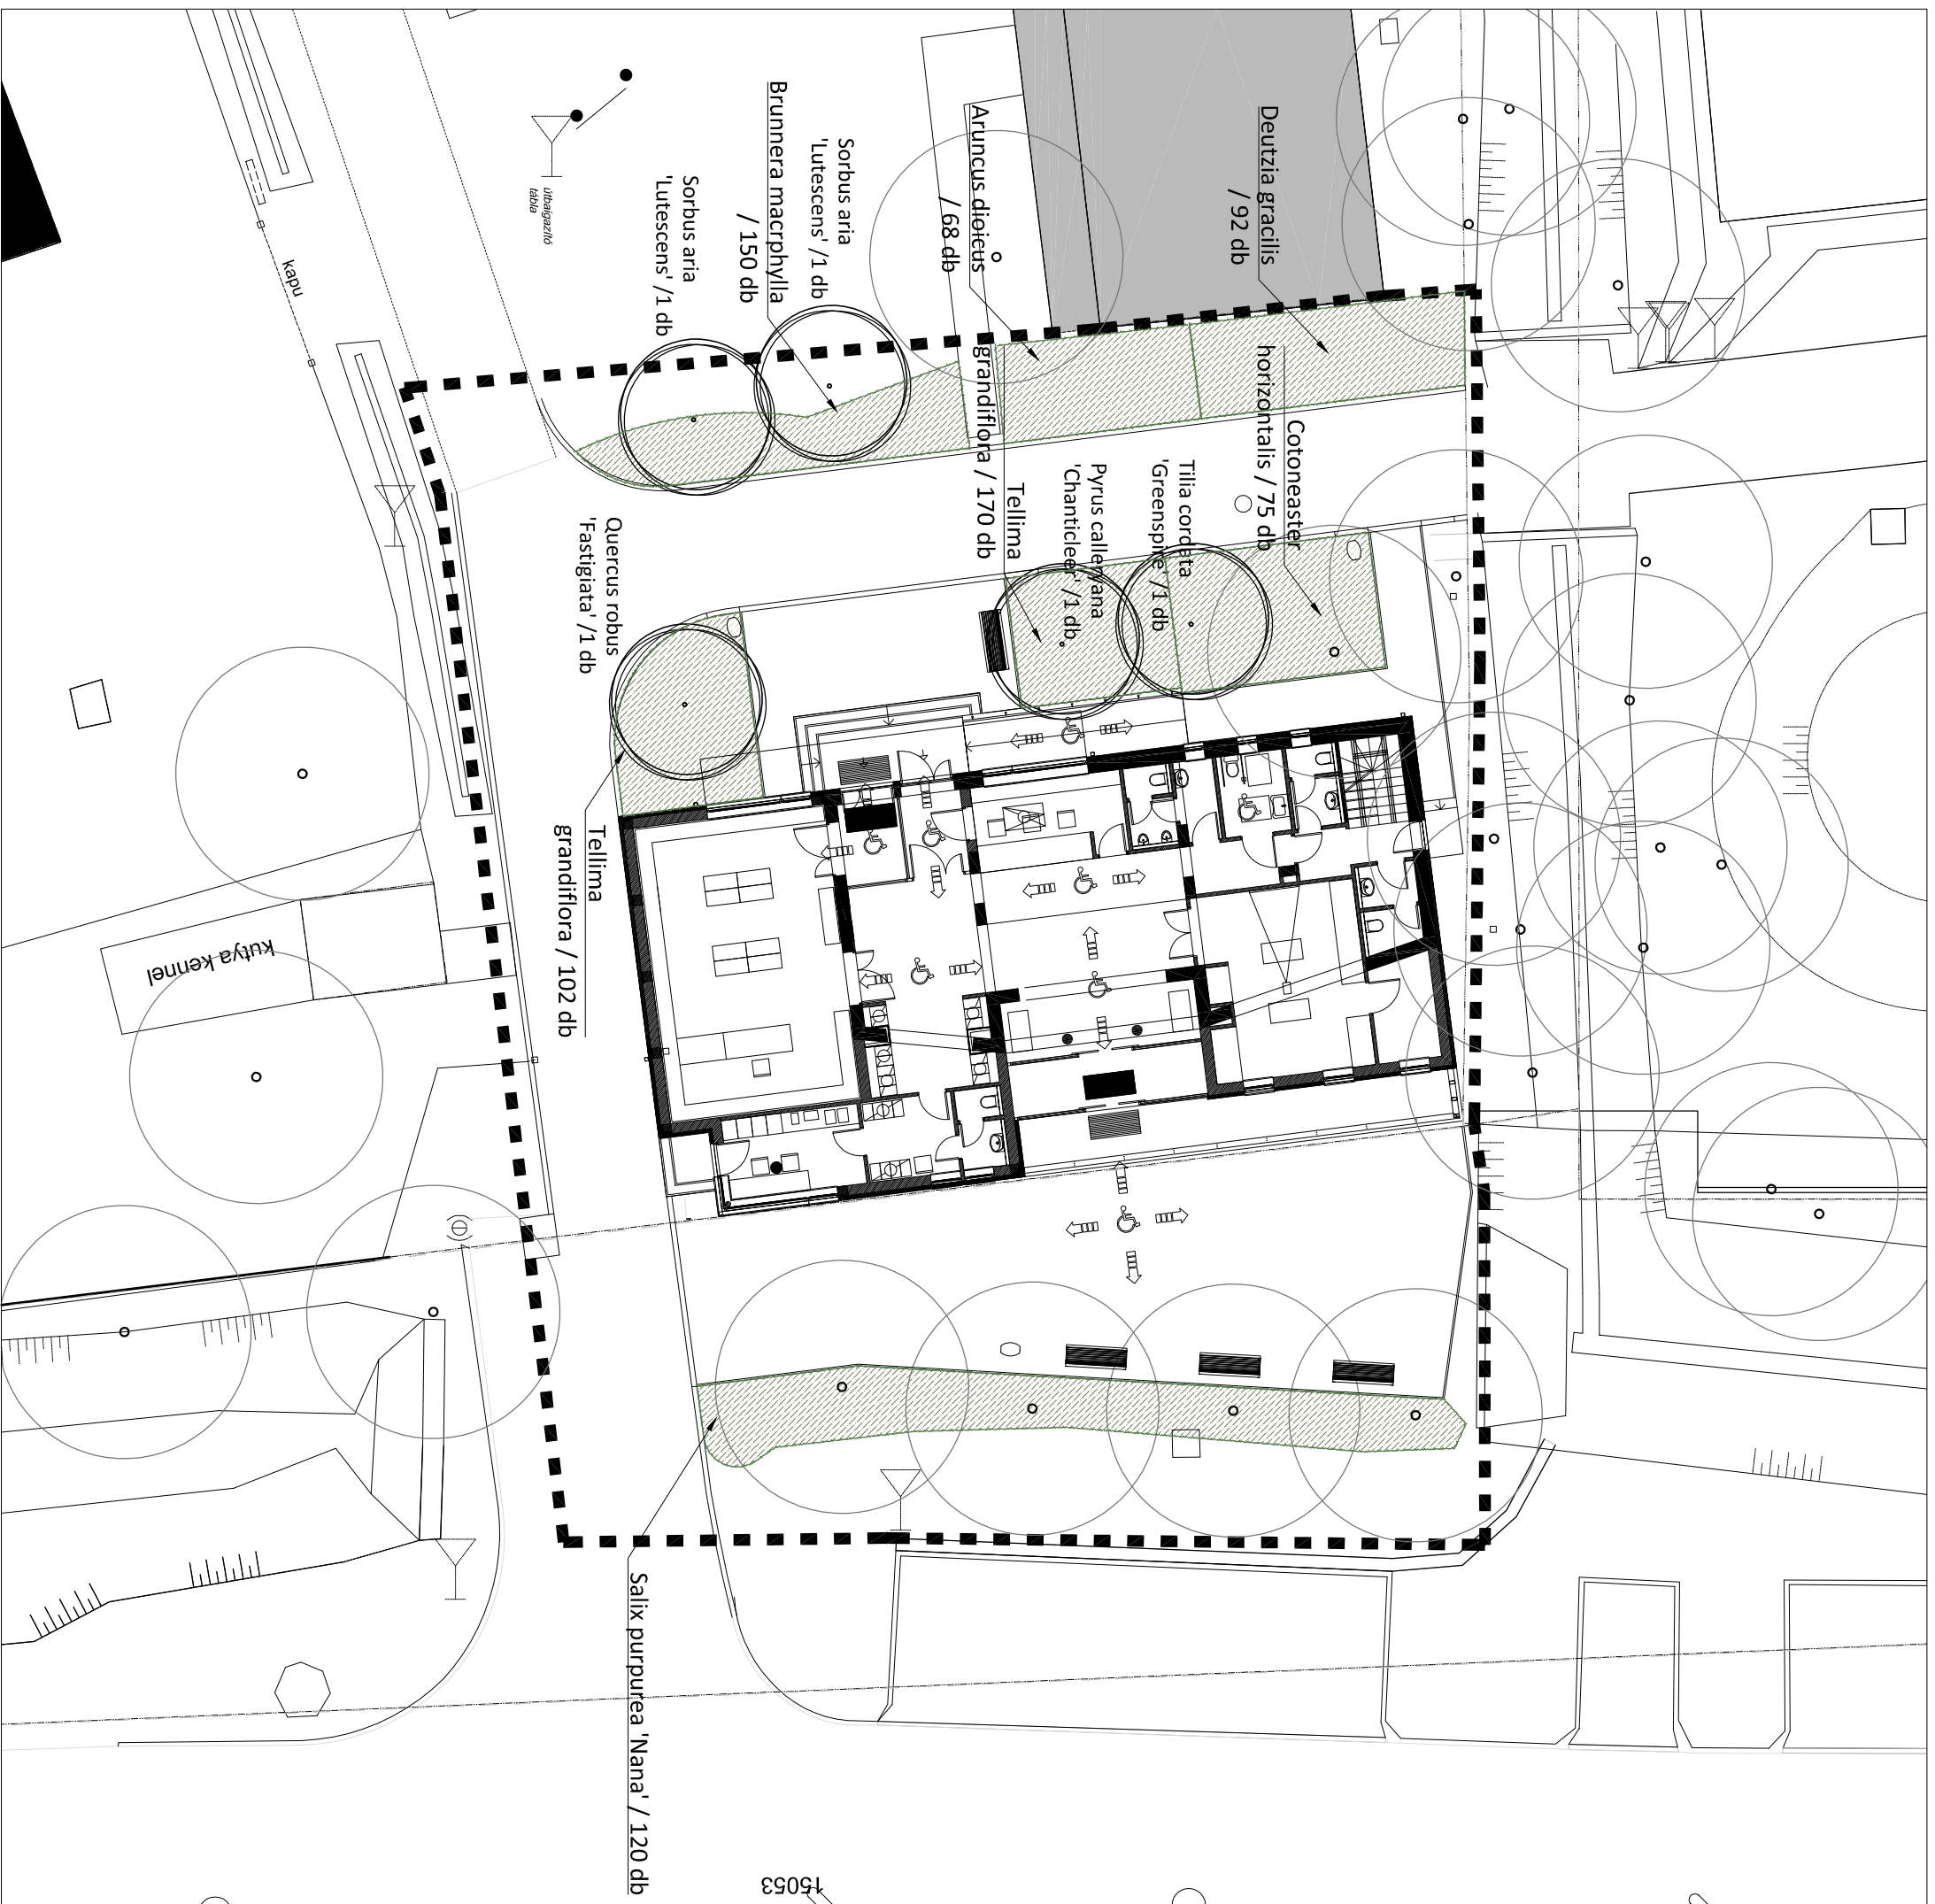 Deutzia gracilis
/ 92 db
Aruncus dioicus
/ 68 db
Sorbus aria
'Lutescens' /1 db
Brunnera macrphylla
/ 150 db
Sorbus aria
'Lutescens' /1 db
útbaigazító
tábla
kapu
Cotoneaster
horizontalis / 75 db
Tilia cordata
'Greenspire' /1 db
Pyrus calleryana
'Chanticleer' /1 db
Tellima
grandiflora / 170 db
Quercus robus
'Fastigiata' /1 db
Tellima
grandiflora / 102 db
kutya kennel
Salix purpurea 'Nana' / 120 db
15053